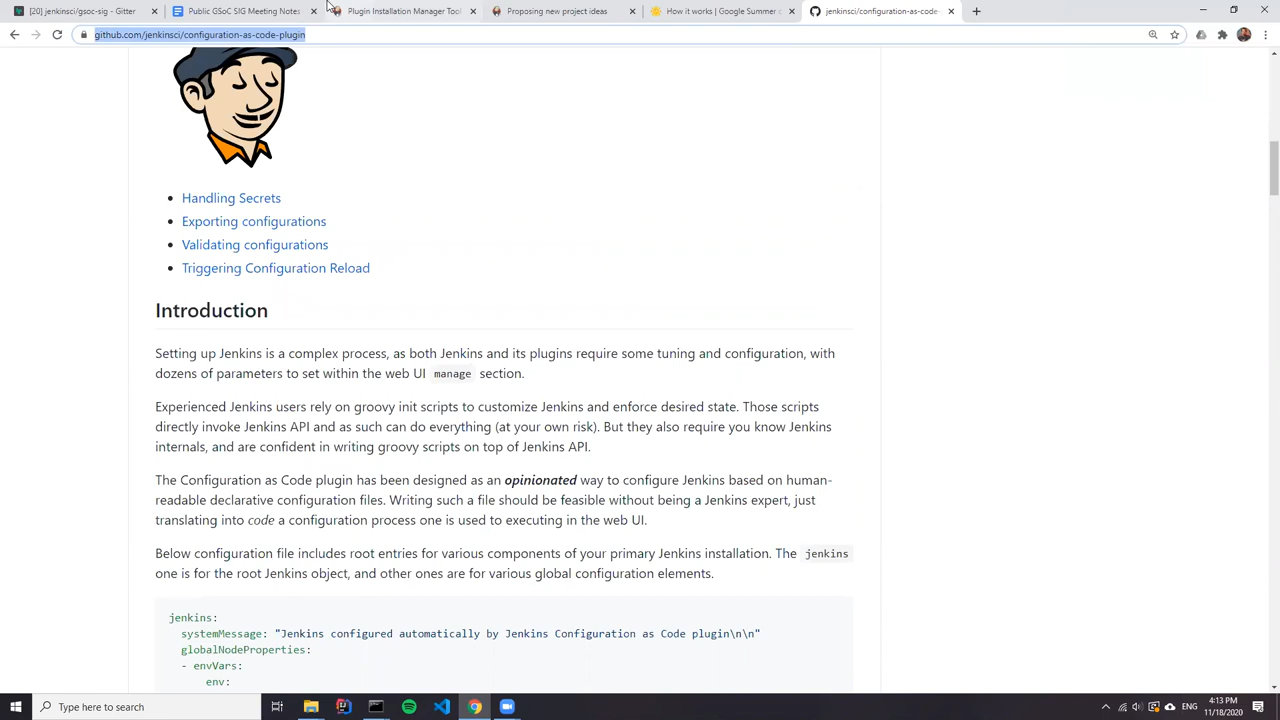 [20] jenkinsci/gsoc-sig - Gitter
Public GSoC SIG Meeting Notes
Plugin Installation Manager Tool
Proposing new project ideas
How it works | Google Summer
jenkinsci/configuration-as-code-
github.com/jenkinsci/configuration-as-code-plugin
Handling Secrets
Exporting configurations
Validating configurations
Triggering Configuration Reload
Introduction
Setting up Jenkins is a complex process, as both Jenkins and its plugins require some tuning and configuration, with
dozens of parameters to set within the web UI manage section.
Experienced Jenkins users rely on groovy init scripts to customize Jenkins and enforce desired state. Those scripts
directly invoke Jenkins API and as such can do everything (at your own risk). But they also require you know Jenkins
internals, and are confident in writing groovy scripts on top of Jenkins API.
The Configuration as Code plugin has been designed as an opinionated way to configure Jenkins based on human-
readable declarative configuration files. Writing such a file should be feasible without being a Jenkins expert, just
translating into code a configuration process one is used to executing in the web UI.
Below configuration file includes root entries for various components of your primary Jenkins installation. The jenkins
one is for the root Jenkins object, and other ones are for various global configuration elements.
jenkins:
systemMessage: "Jenkins configured automatically by Jenkins Configuration as Code plugin\n\n"
globalNodeProperties:
- envVars:
env:
Type here to search
4:13 PM
11/18/2020